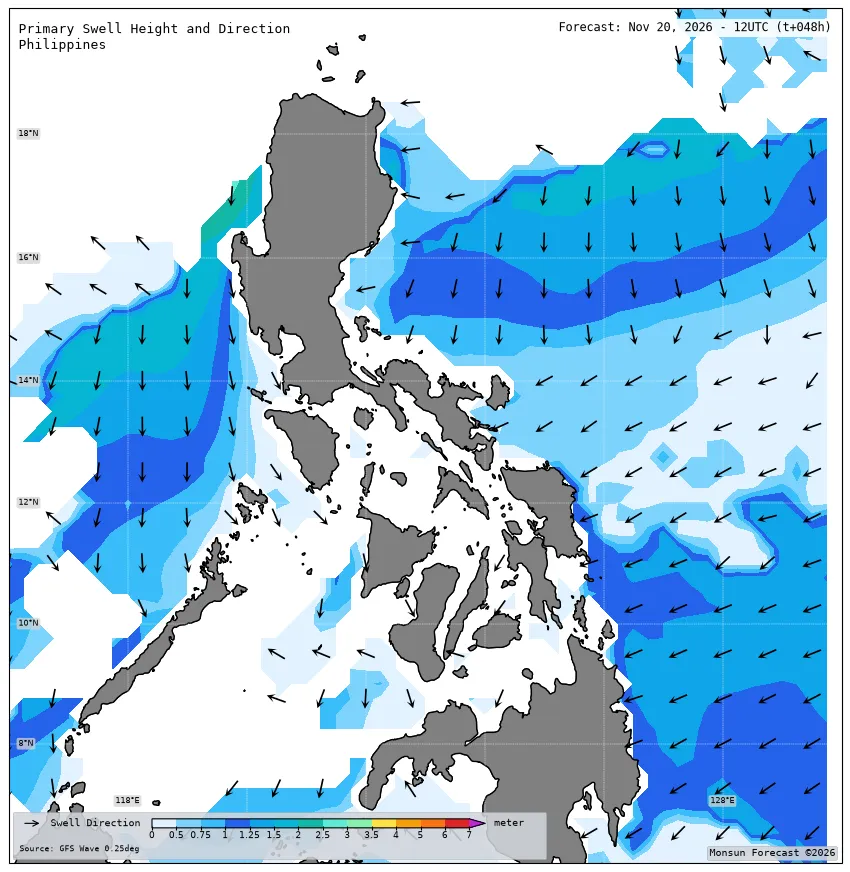 Primary Swell Height and Direction
Philippines
Forecast: Nov 20, 2026 - 12UTC (t+048h)
18°N
16°N
14°N
12°N
10°N
8°N
118°E
128°E
Swell Direction
0 0.5 0.75 1 1.25 1.5 2 2.5 3 3.5 4 5 6 7
meter
Source: GFS Wave 0.25deg
Monsun Forecast ©2026